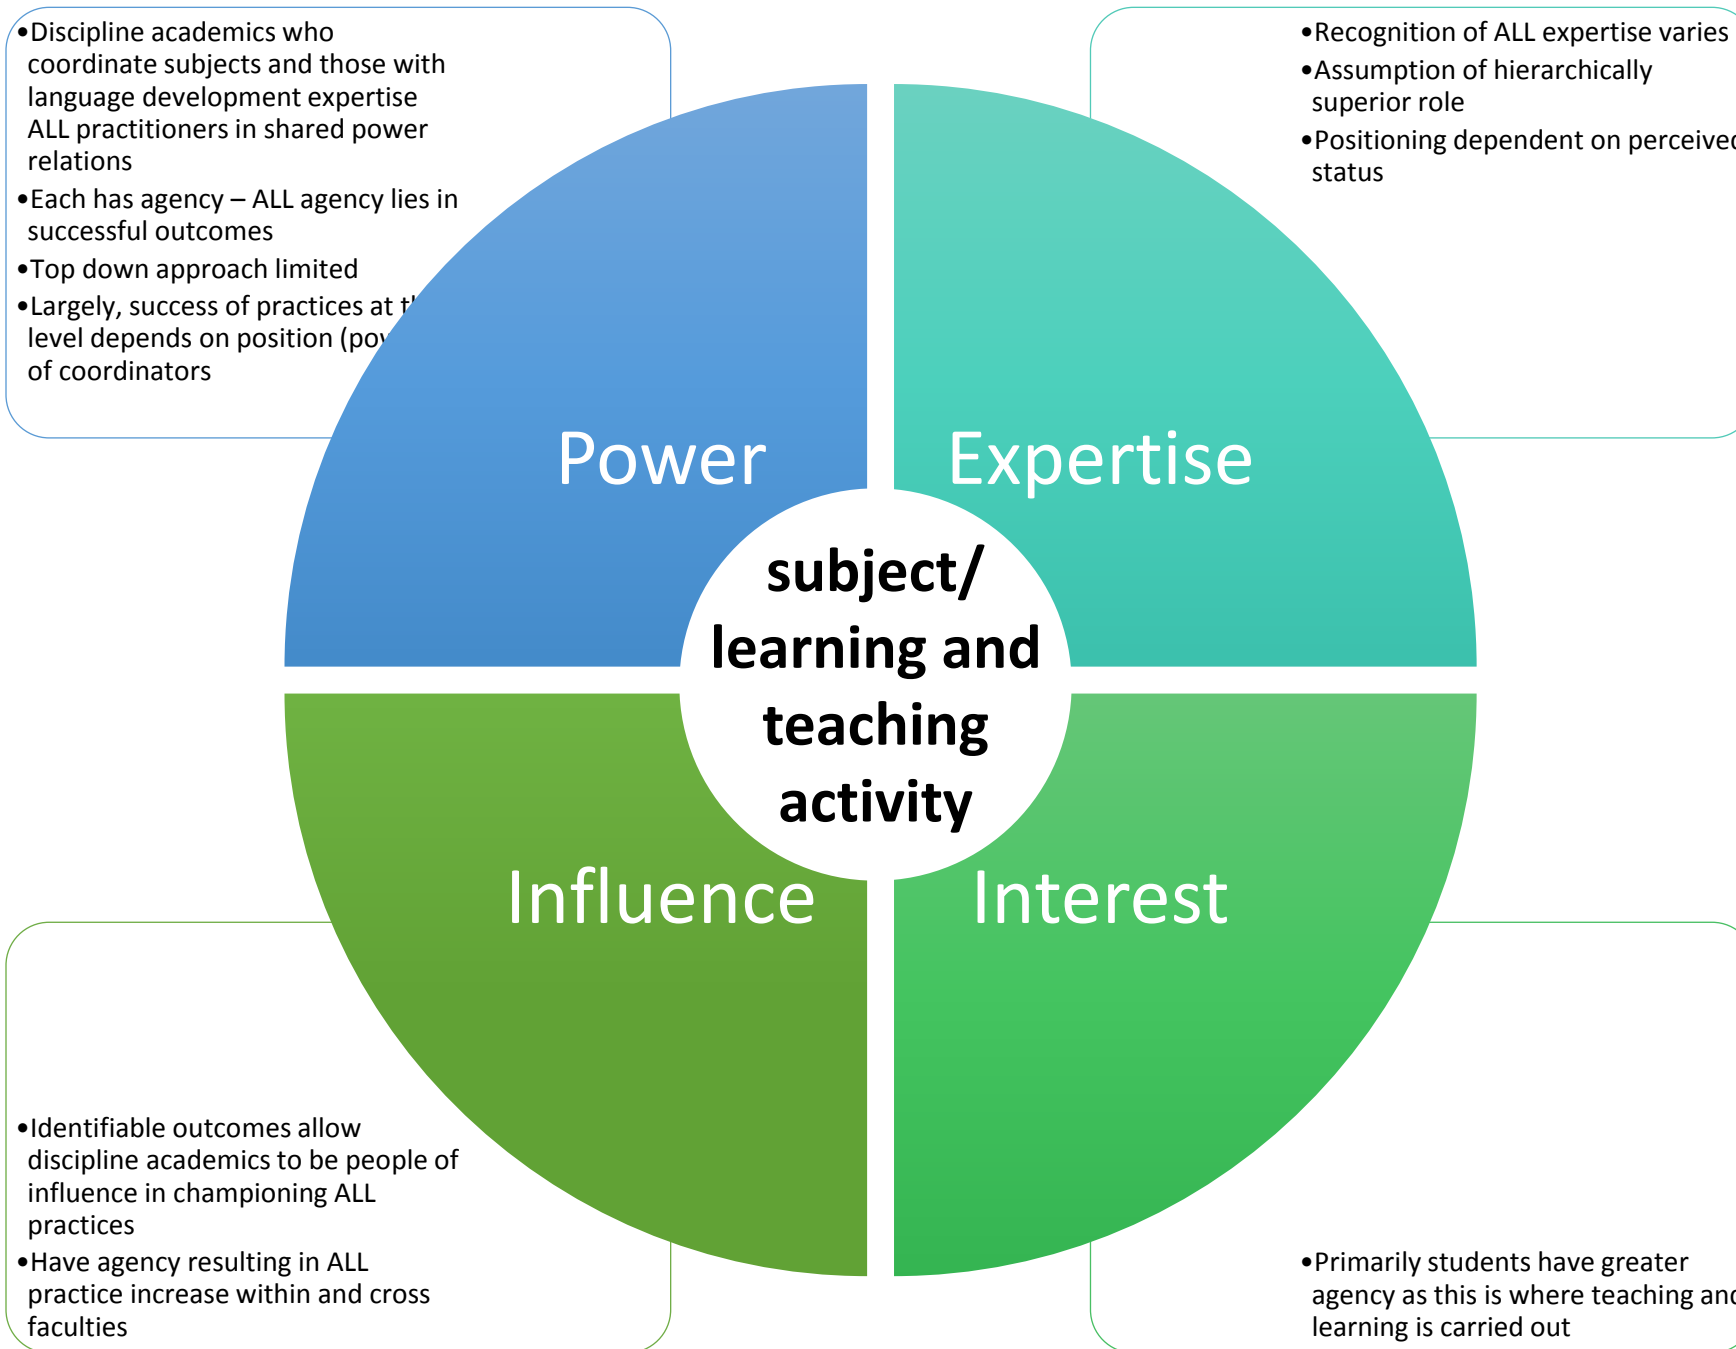 •Discipline academics who
coordinate subjects and those with
language development expertise
ALL practitioners in shared power
relations
•Each has agency – ALL agency lies in
successful outcomes
•Top down approach limited
•Largely, success of practices at
level depends on position
of coordinators
•Recognition of ALL expertise varies
•Assumption of hierarchically
superior role
•Positioning dependent on perceived
status
Power
Expertise
subject/
learning and
teaching
activity
Influence
Interest
•Identifiable outcomes allow
discipline academics to be people of
influence in championing ALL
practices
•Have agency resulting in ALL
practice increase within and cross
faculties
•Primarily students have greater
agency as this is where teaching and
learning is carried out